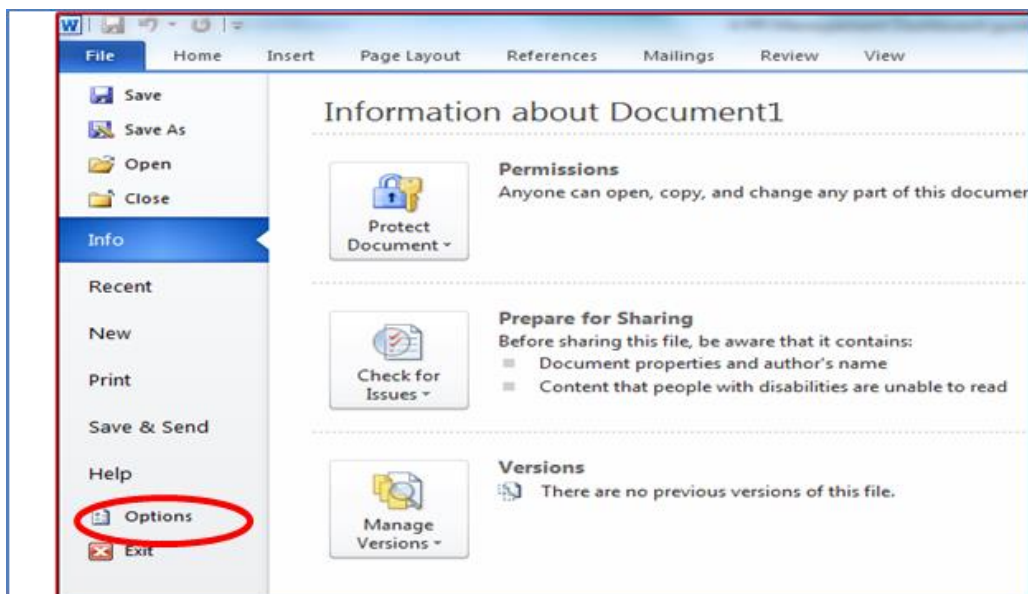 W
File Home Insert Page Layout References Mailings Review View
Save
Save As
Open
Close
Info
Recent
New
Print
Save & Send
Help
Options
Exit
Information about Document1
Protect
Document
Permissions
Anyone can open, copy, and change any part of this documen
Check for
Issues
Prepare for Sharing
Before sharing this file, be aware that it contains:
Document properties and author's name
Content that people with disabilities are unable to read
Manage
Versions
Versions
There are no previous versions of this file.